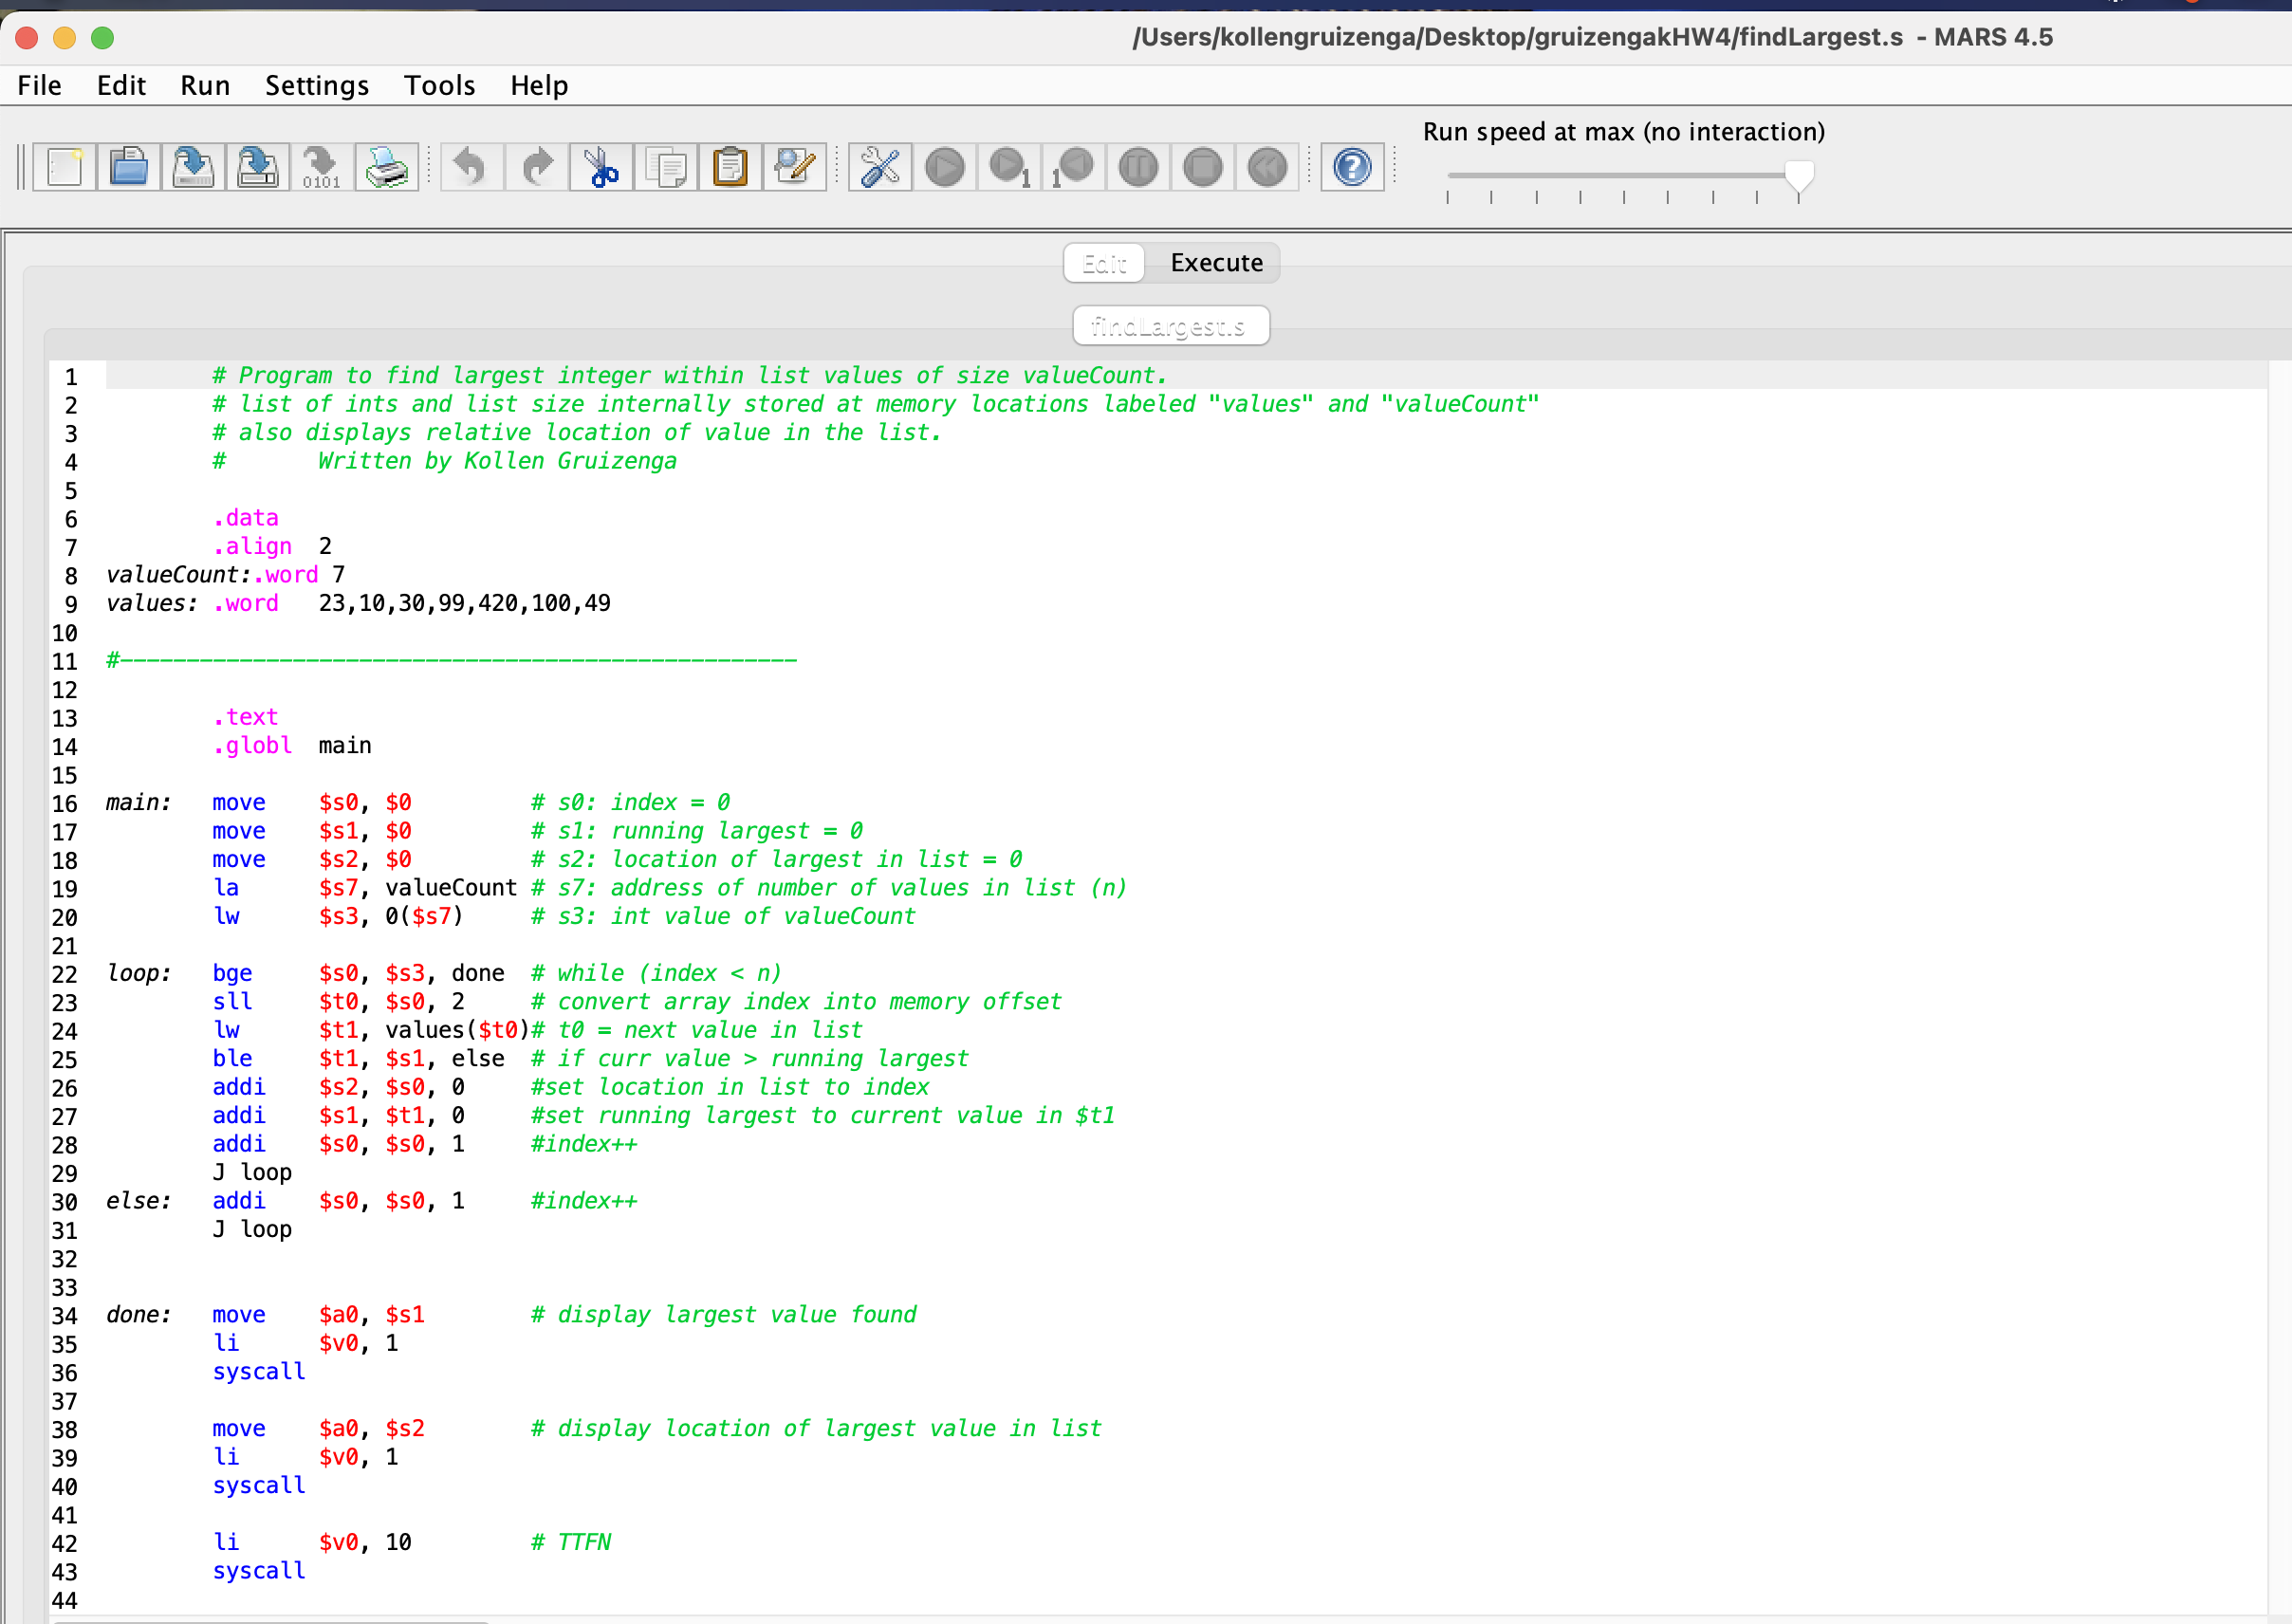 /Users/kollengruizenga/Desktop/gruizengakHW4/findLargest.s - MARS 4.5
File Edit Run Settings Tools Help
Run speed at max (no interaction)
0101
1
1
Edit Execute
findLargest.s
1 # Program to find largest integer within list values of size valueCount.
2 # list of ints and list size internally stored at memory locations labeled "values" and "valueCount"
3 # also displays relative location of value in the list.
4 # Written by Kollen Gruizenga
5
6 .data
7 .align 2
8 valueCount:.word 7
9 values: .word 23,10,30,99,420,100,49
10
11 #---------------------------------------------------
12
13 .text
14 .globl main
15
16 main: move $s0, $0 # s0: index = 0
17 move $s1, $0 # s1: running largest = 0
18 move $s2, $0 # s2: location of largest in list = 0
19 la $s7, valueCount # s7: address of number of values in list (n)
20 lw $s3, 0($s7) # s3: int value of valueCount
21
22 loop: bge $s0, $s3, done # while (index < n)
23 sll $t0, $s0, 2 # convert array index into memory offset
24 lw $t1, values($t0)# t0 = next value in list
25 ble $t1, $s1, else # if curr value > running largest
26 addi $s2, $s0, 0 #set location in list to index
27 addi $s1, $t1, 0 #set running largest to current value in $t1
28 addi $s0, $s0, 1 #index++
29 J loop
30 else: addi $s0, $s0, 1 #index++
31 J loop
32
33
34 done: move $a0, $s1 # display largest value found
35 li $v0, 1
36 syscall
37
38 move $a0, $s2 # display location of largest value in list
39 li $v0, 1
40 syscall
41
42 li $v0, 10 # TTFN
43 syscall
44